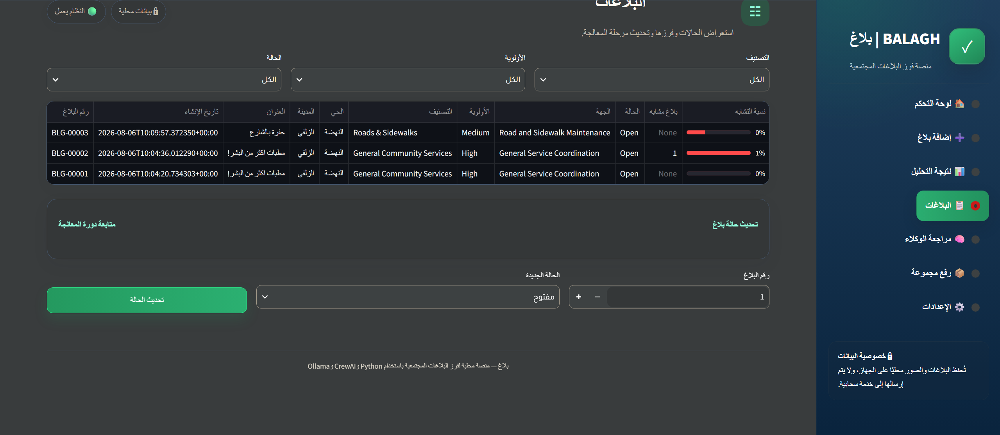 بلاغ | BALAGH
منصة فرز البلاغات المجتمعية
لوحة التحكم
إضافة بلاغ
نتيجة التحليل
البلاغات
مراجعة الوكلاء
رفع مجموعة
الإعدادات
خصوصية البيانات
تُحفظ البلاغات والصور محليًا على الجهاز، ولا يتم
إرسالها إلى خدمة سحابية.
البلاغات
استعراض الحالات وفرزها وتحديث مرحلة المعالجة.
بيانات محلية
النظام يعمل
التصنيف
الأولوية
الحالة
الكل
الكل
الكل
نسبة التشابه	بلاغ مشابه	الحالة	الجهة	الأولوية	التصنيف	الحي	المدينة	العنوان	تاريخ الإنشاء	رقم البلاغ
0%	None	Open	Road and Sidewalk Maintenance	Medium	Roads & Sidewalks	النهضة	الزلفي	حفرة بالشارع	2026-08-06T10:09:57.372350+00:00	BLG-00003
1%	1	Open	General Service Coordination	High	General Community Services	النهضة	الزلفي	مطبات اكثر من البشر!	2026-08-06T10:04:36.012290+00:00	BLG-00002
0%	None	Open	General Service Coordination	High	General Community Services	النهضة	الزلفي	مطبات اكثر من البشر!	2026-08-06T10:04:20.734303+00:00	BLG-00001
تحديث حالة بلاغ
متابعة دورة المعالجة
رقم البلاغ
الحالة الجديدة
1
مفتوح
تحديث الحالة
بلاغ — منصة محلية لفرز البلاغات المجتمعية باستخدام Python وCrewAI وOllama